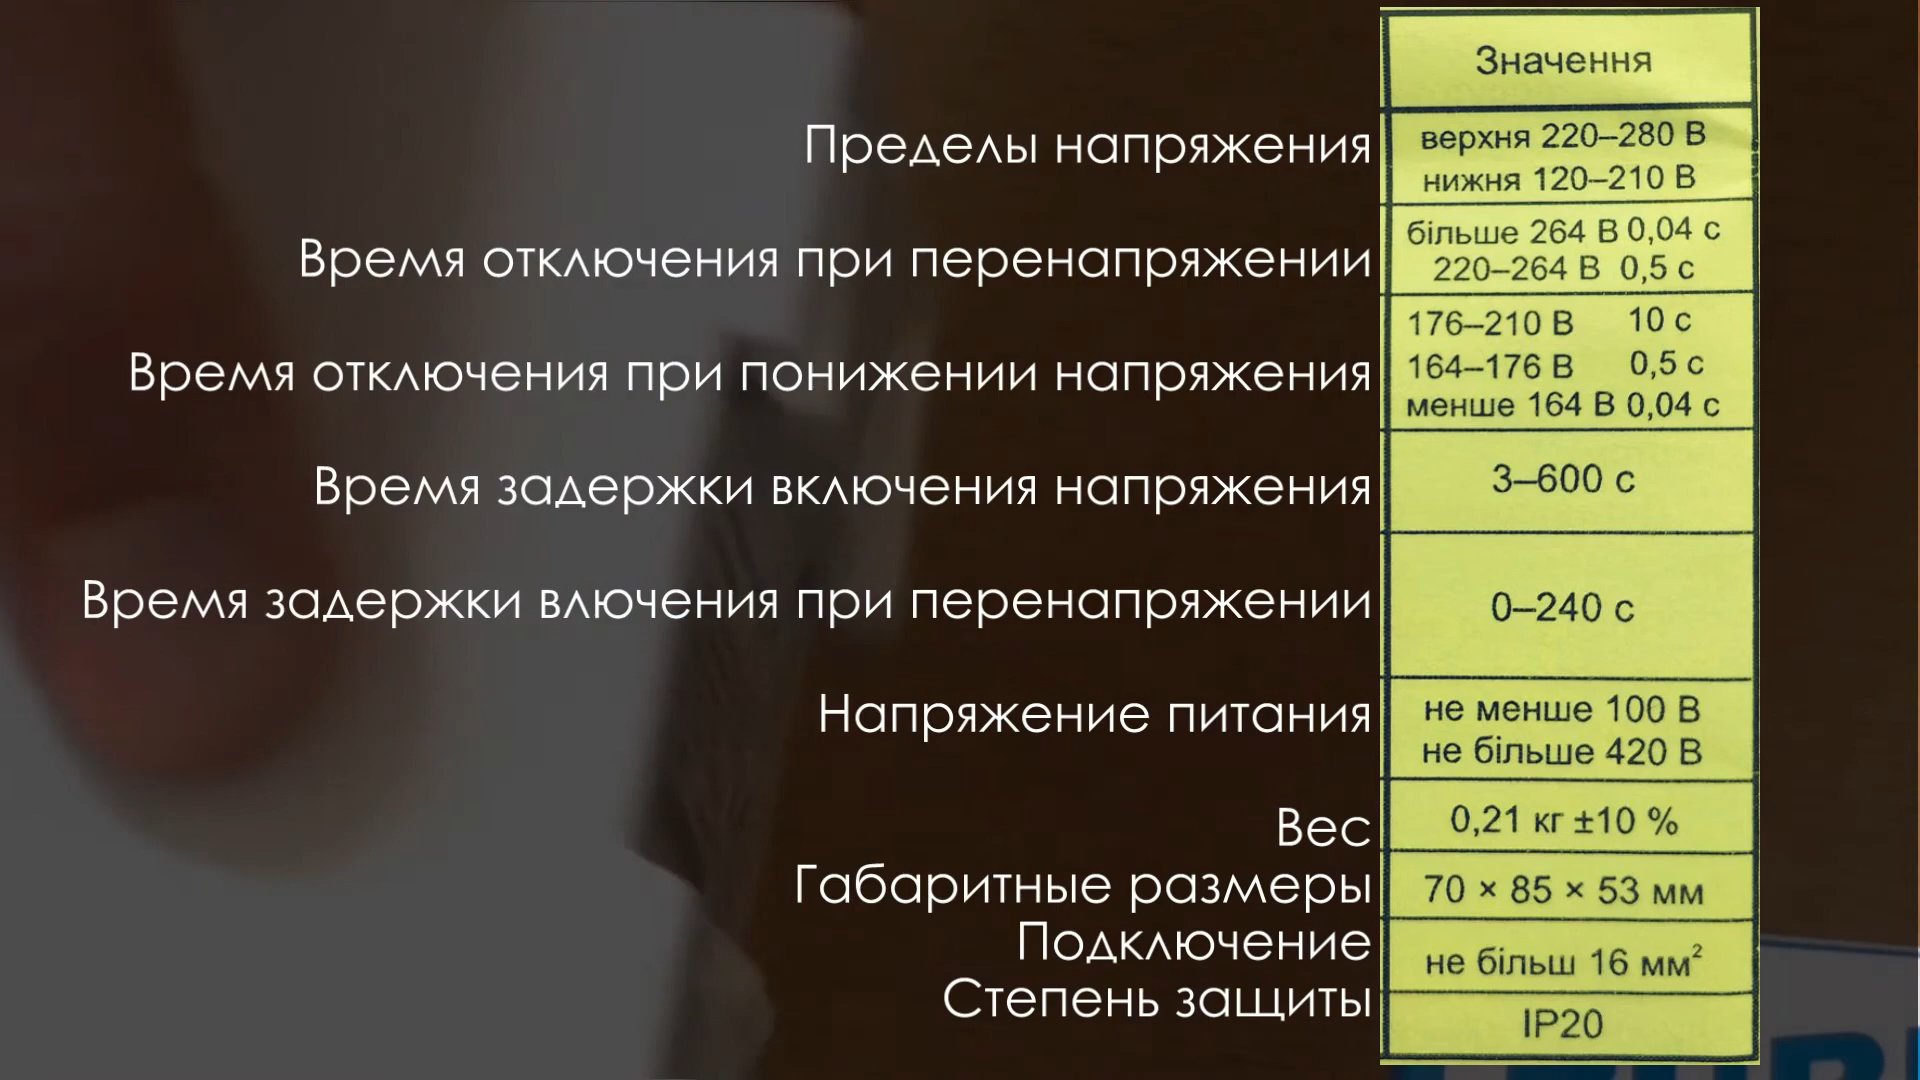 Значення
Пределы напряжения
верхня 220–280 В
нижня 120–210 В
Время отключения при перенапряжении
більше 264 В 0,04 с
220–264 В 0,5 с
Время отключения при понижении напряжения
176–210 В 10 с
164–176 В 0,5 с
менше 164 В 0,04 с
Время задержки включения напряжения
3–600 с
Время задержки влючения при перенапряжении
0–240 с
Напряжение питания
не менше 100 В
не більше 420 В
Вес
0,21 кг ±10 %
Габаритные размеры
70 × 85 × 53 мм
Подключение
не більш 16 мм²
Степень защиты
IP20